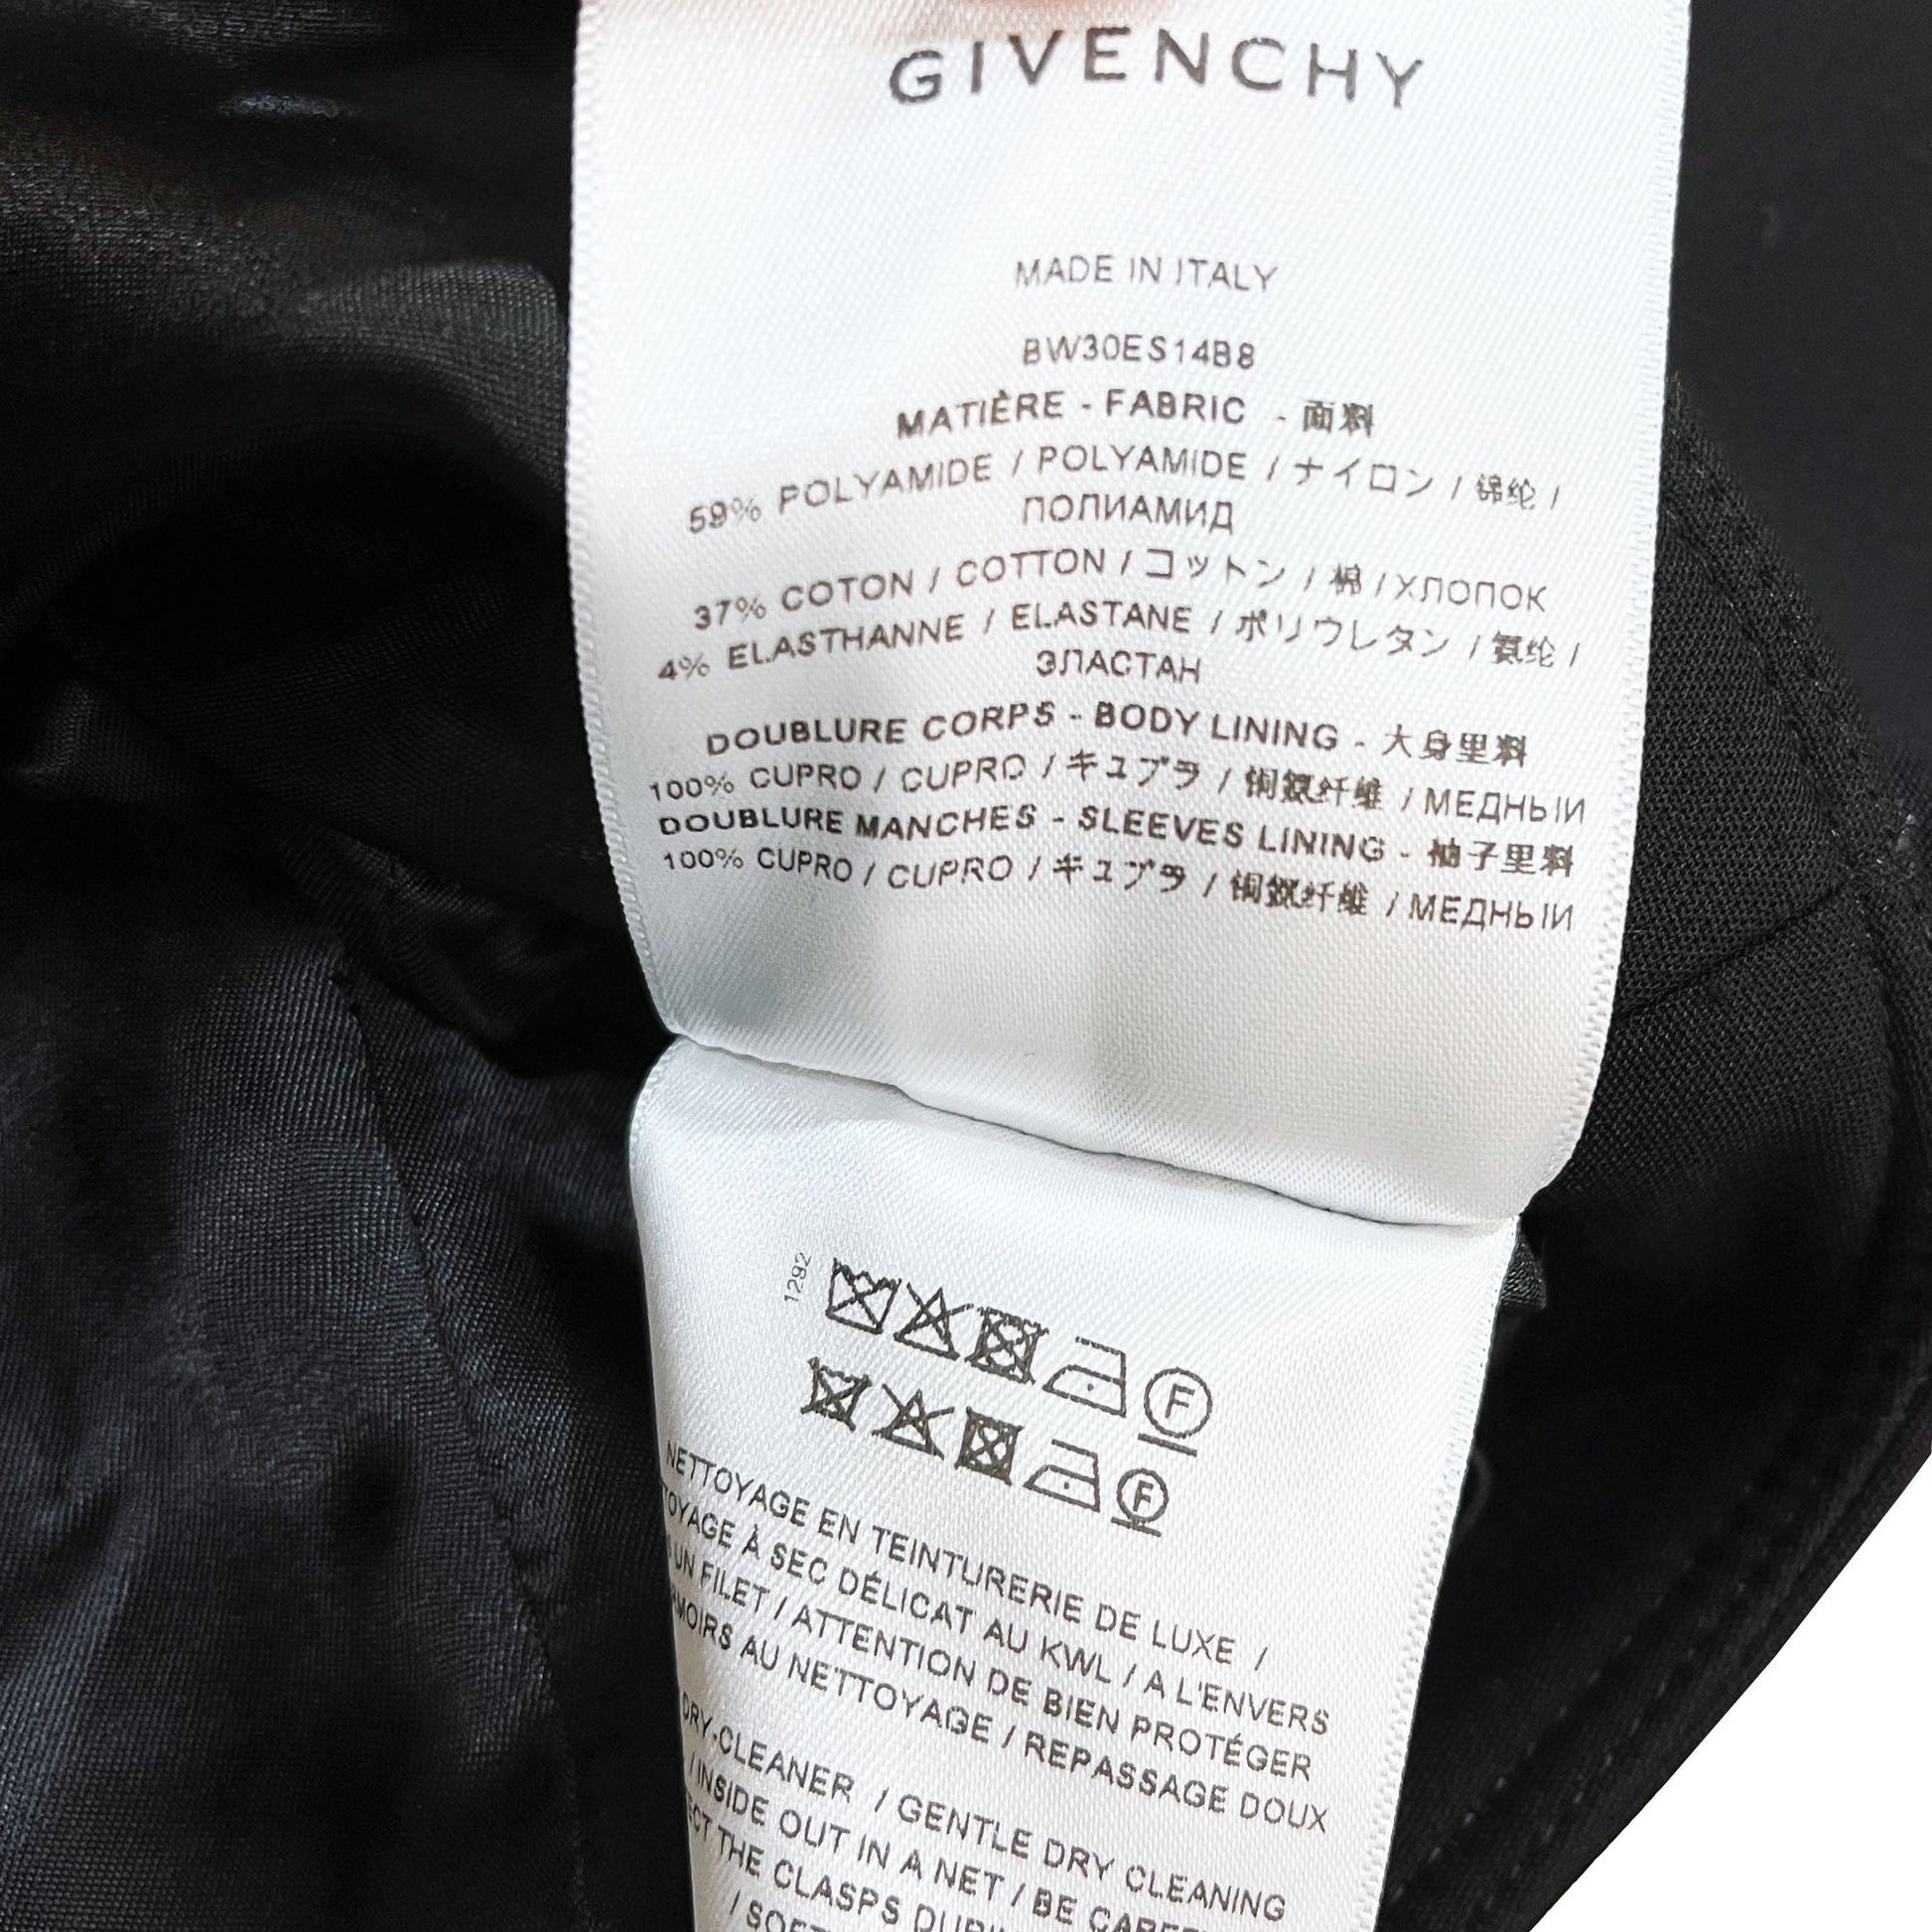 GIVENCHY
MADE IN ITALY
BW30ES14B8
MATIÈRE - FABRIC - 面料
59% POLYAMIDE / POLYAMIDE / ナイロン / 锦纶 /
ПОЛИАМИД
37% COTON / COTTON / コットン / 棉 / ХЛОПОК
4% ELASTHANNE / ELASTANE / ポリウレタン / 氨纶 /
ЭЛАСТАН
DOUBLURE CORPS - BODY LINING - 大身里料
100% CUPRO / CUPRO / キュプラ / 铜氨纤维 / МЕДНЫЙ
DOUBLURE MANCHES - SLEEVES LINING - 袖子里料
100% CUPRO / CUPRO / キュプラ / 铜氨纤维 / МЕДНЫЙ
1292
F
F
NETTOYAGE EN TEINTURERIE DE LUXE /
TOYAGE À SEC DÉLICAT AU KWL / A L'ENVERS
UN FILET / ATTENTION DE BIEN PROTÉGER
MOIRS AU NETTOYAGE / REPASSAGE DOUX
DRY-CLEANER / GENTLE DRY CLEANING
/ INSIDE OUT IN A NET / BE
ECT THE CLASPS
/